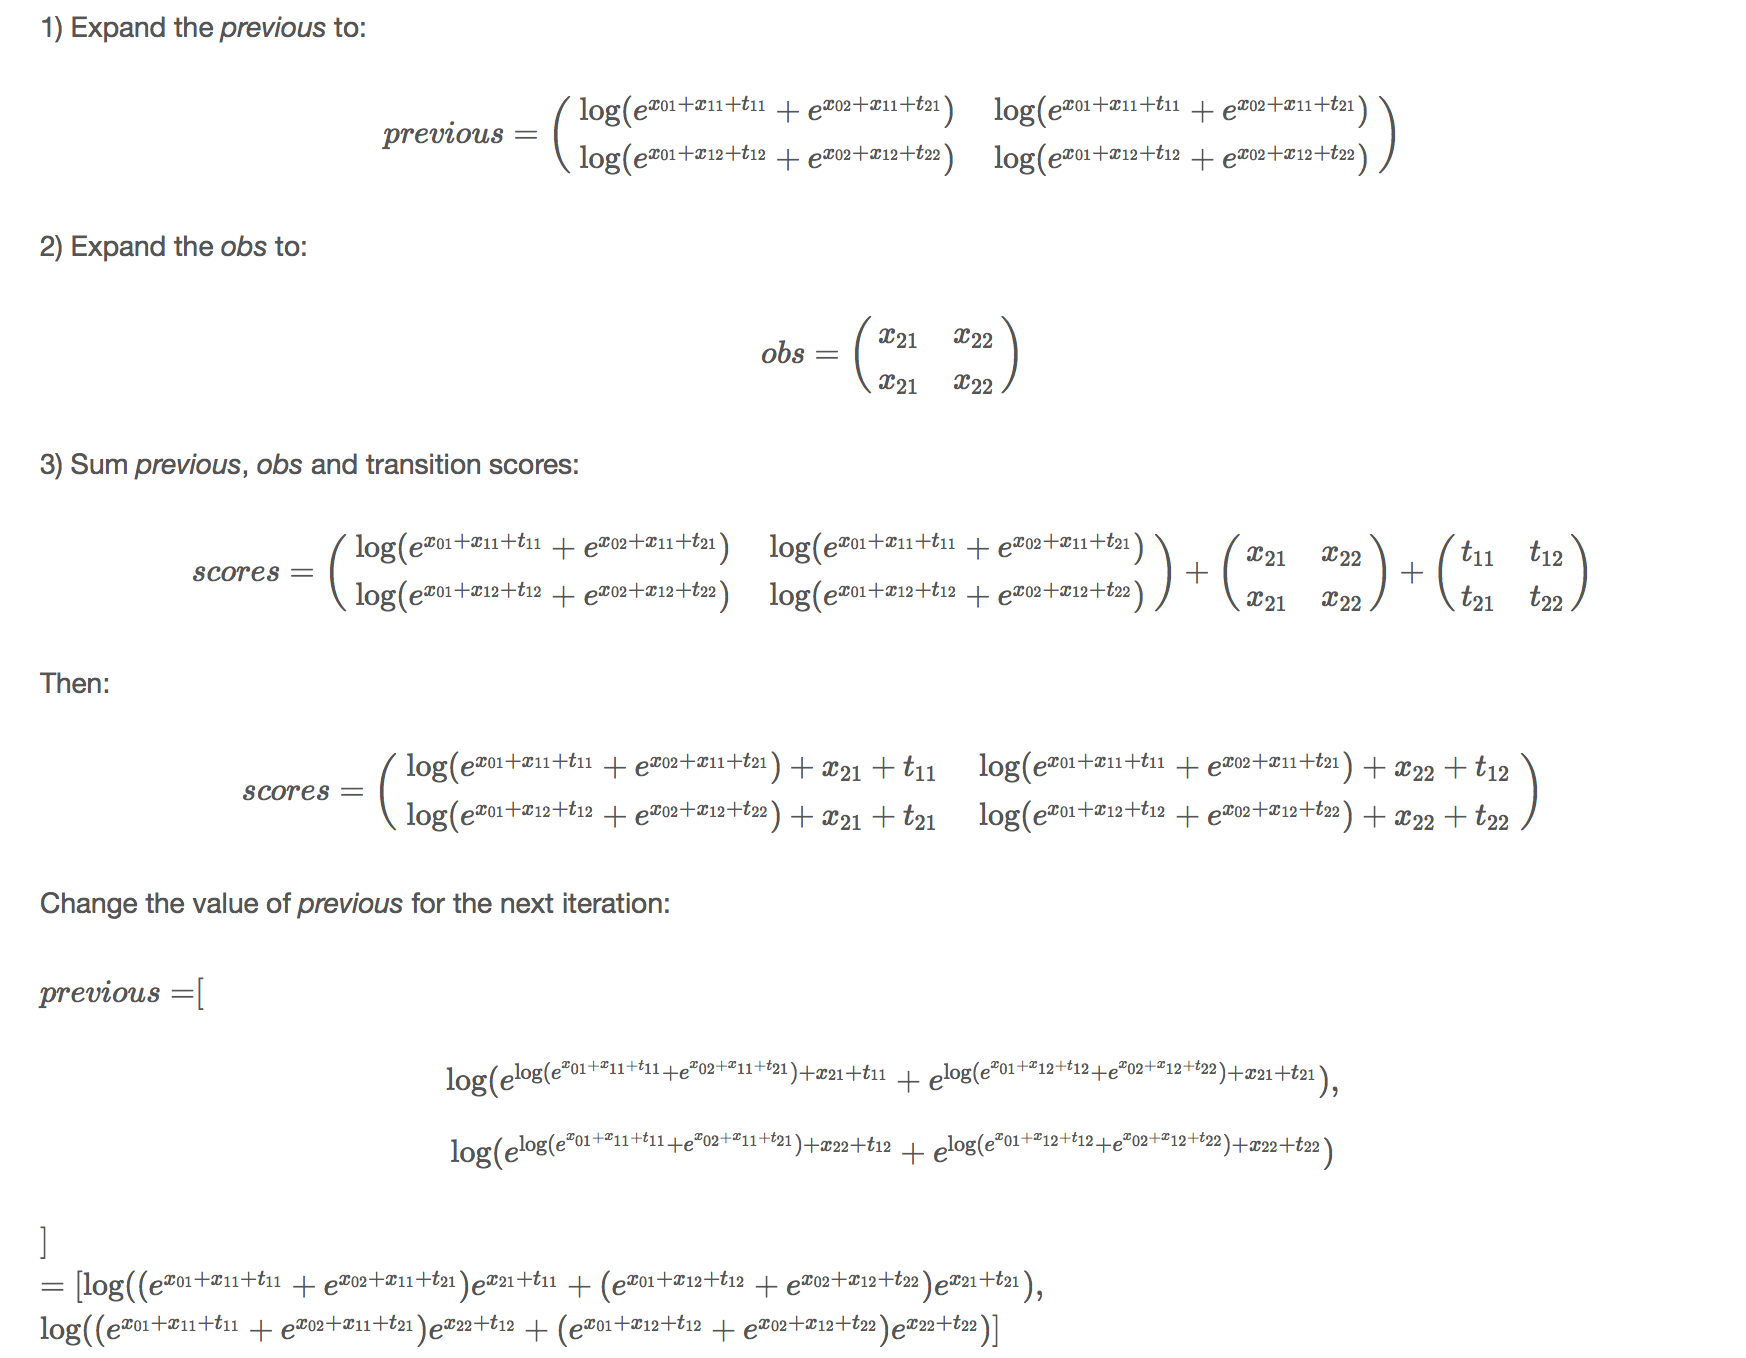 1) Expand the previous to:
previous = \begin{pmatrix} \log(e^{x_{01}+x_{11}+t_{11}} + e^{x_{02}+x_{11}+t_{21}}) & \log(e^{x_{01}+x_{11}+t_{11}} + e^{x_{02}+x_{11}+t_{21}}) \\ \log(e^{x_{01}+x_{12}+t_{12}} + e^{x_{02}+x_{12}+t_{22}}) & \log(e^{x_{01}+x_{12}+t_{12}} + e^{x_{02}+x_{12}+t_{22}}) \end{pmatrix}
2) Expand the obs to:
obs = \begin{pmatrix} x_{21} & x_{22} \\ x_{21} & x_{22} \end{pmatrix}
3) Sum previous, obs and transition scores:
scores = \begin{pmatrix} \log(e^{x_{01}+x_{11}+t_{11}} + e^{x_{02}+x_{11}+t_{21}}) & \log(e^{x_{01}+x_{11}+t_{11}} + e^{x_{02}+x_{11}+t_{21}}) \\ \log(e^{x_{01}+x_{12}+t_{12}} + e^{x_{02}+x_{12}+t_{22}}) & \log(e^{x_{01}+x_{12}+t_{12}} + e^{x_{02}+x_{12}+t_{22}}) \end{pmatrix} + \begin{pmatrix} x_{21} & x_{22} \\ x_{21} & x_{22} \end{pmatrix} + \begin{pmatrix} t_{11} & t_{12} \\ t_{21} & t_{22} \end{pmatrix}
Then:
scores = \begin{pmatrix} \log(e^{x_{01}+x_{11}+t_{11}} + e^{x_{02}+x_{11}+t_{21}}) + x_{21} + t_{11} & \log(e^{x_{01}+x_{11}+t_{11}} + e^{x_{02}+x_{11}+t_{21}}) + x_{22} + t_{12} \\ \log(e^{x_{01}+x_{12}+t_{12}} + e^{x_{02}+x_{12}+t_{22}}) + x_{21} + t_{21} & \log(e^{x_{01}+x_{12}+t_{12}} + e^{x_{02}+x_{12}+t_{22}}) + x_{22} + t_{22} \end{pmatrix}
Change the value of previous for the next iteration:
previous =[
\log(e^{\log(e^{x_{01}+x_{11}+t_{11}}+e^{x_{02}+x_{11}+t_{21}})+x_{21}+t_{11}} + e^{\log(e^{x_{01}+x_{12}+t_{12}}+e^{x_{02}+x_{12}+t_{22}})+x_{21}+t_{21}}),
\log(e^{\log(e^{x_{01}+x_{11}+t_{11}}+e^{x_{02}+x_{11}+t_{21}})+x_{22}+t_{12}} + e^{\log(e^{x_{01}+x_{12}+t_{12}}+e^{x_{02}+x_{12}+t_{22}})+x_{22}+t_{22}})
]
= [\log((e^{x_{01}+x_{11}+t_{11}} + e^{x_{02}+x_{11}+t_{21}})e^{x_{21}+t_{11}} + (e^{x_{01}+x_{12}+t_{12}} + e^{x_{02}+x_{12}+t_{22}})e^{x_{21}+t_{21}}),
\log((e^{x_{01}+x_{11}+t_{11}} + e^{x_{02}+x_{11}+t_{21}})e^{x_{22}+t_{12}} + (e^{x_{01}+x_{12}+t_{12}} + e^{x_{02}+x_{12}+t_{22}})e^{x_{22}+t_{22}})]